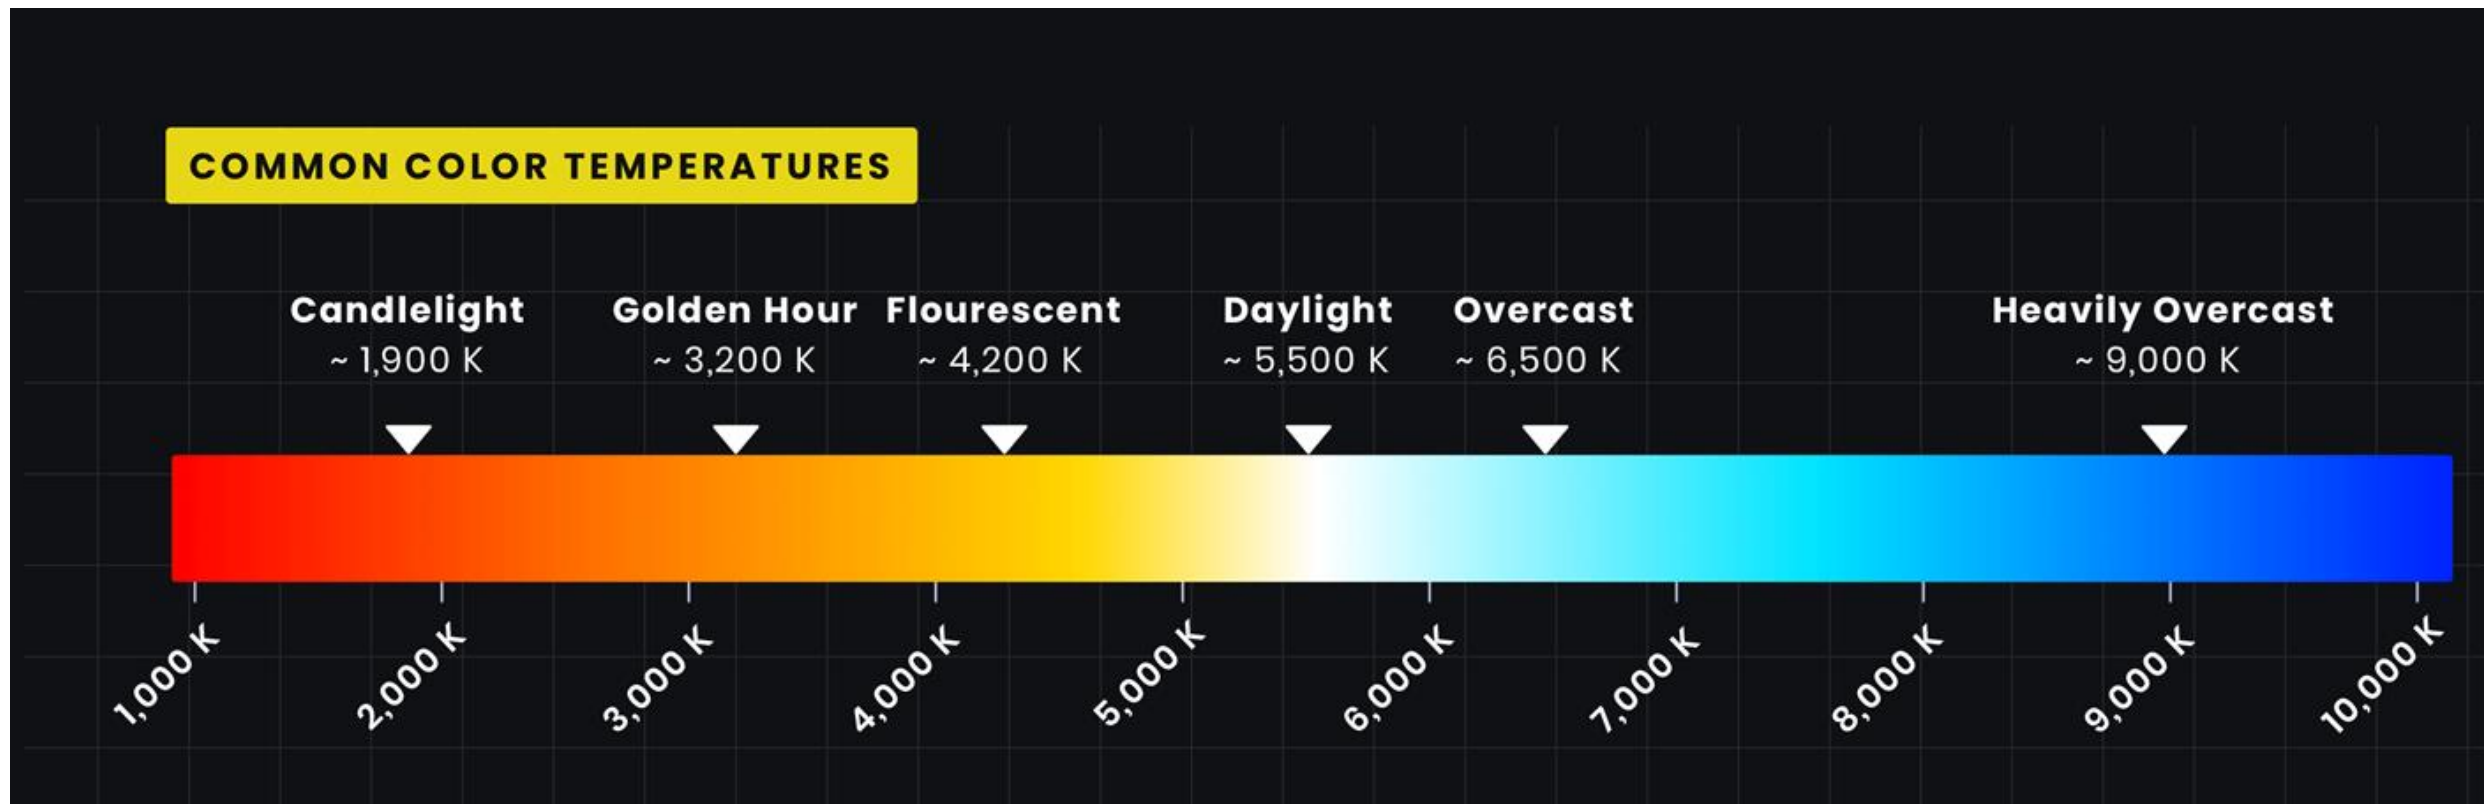 COMMON COLOR TEMPERATURES
Candlelight
~ 1,900 K
Golden Hour
~ 3,200 K
Flourescent
~ 4,200 K
Daylight
~ 5,500 K
Overcast
~ 6,500 K
Heavily Overcast
~ 9,000 K
1,000 K
2,000 K
3,000 K
4,000 K
5,000 K
6,000 K
7,000 K
8,000 K
9,000 K
10,000 K